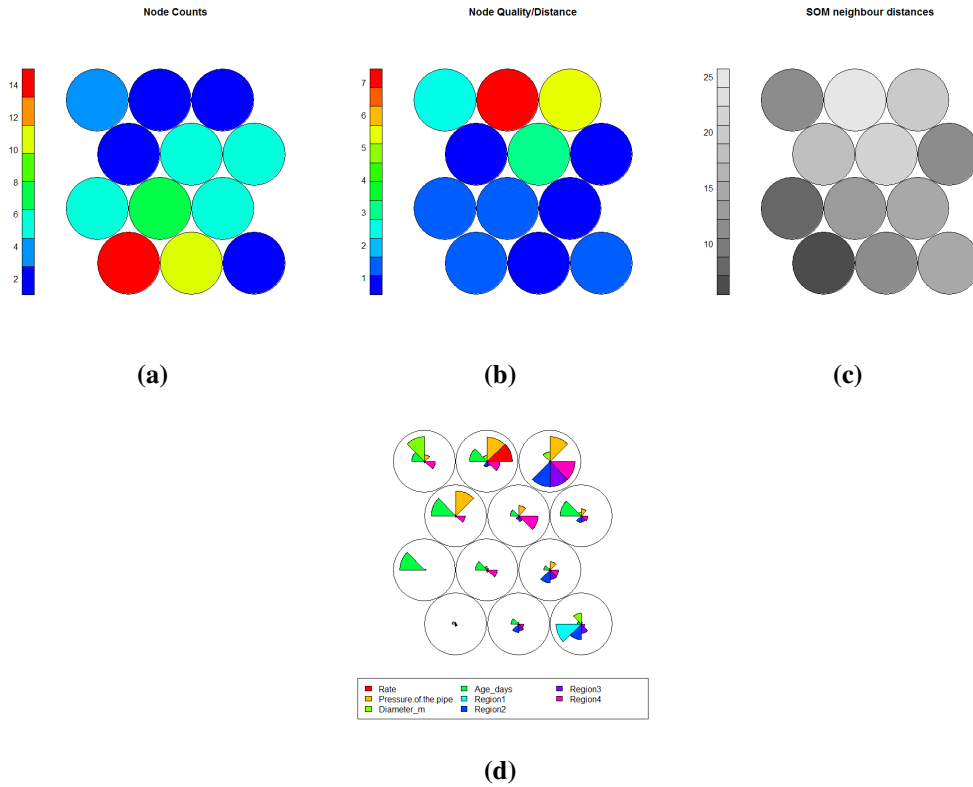 Node Counts
14
12
10
8
6
4
2
(a)
Node Quality/Distance
7
6
5
4
3
2
1
(b)
SOM neighbour distances
25
20
15
10
(c)
Rate
Pressure.of.the.pipe
Diameter_m
Age_days
Region1
Region2
Region3
Region4
(d)